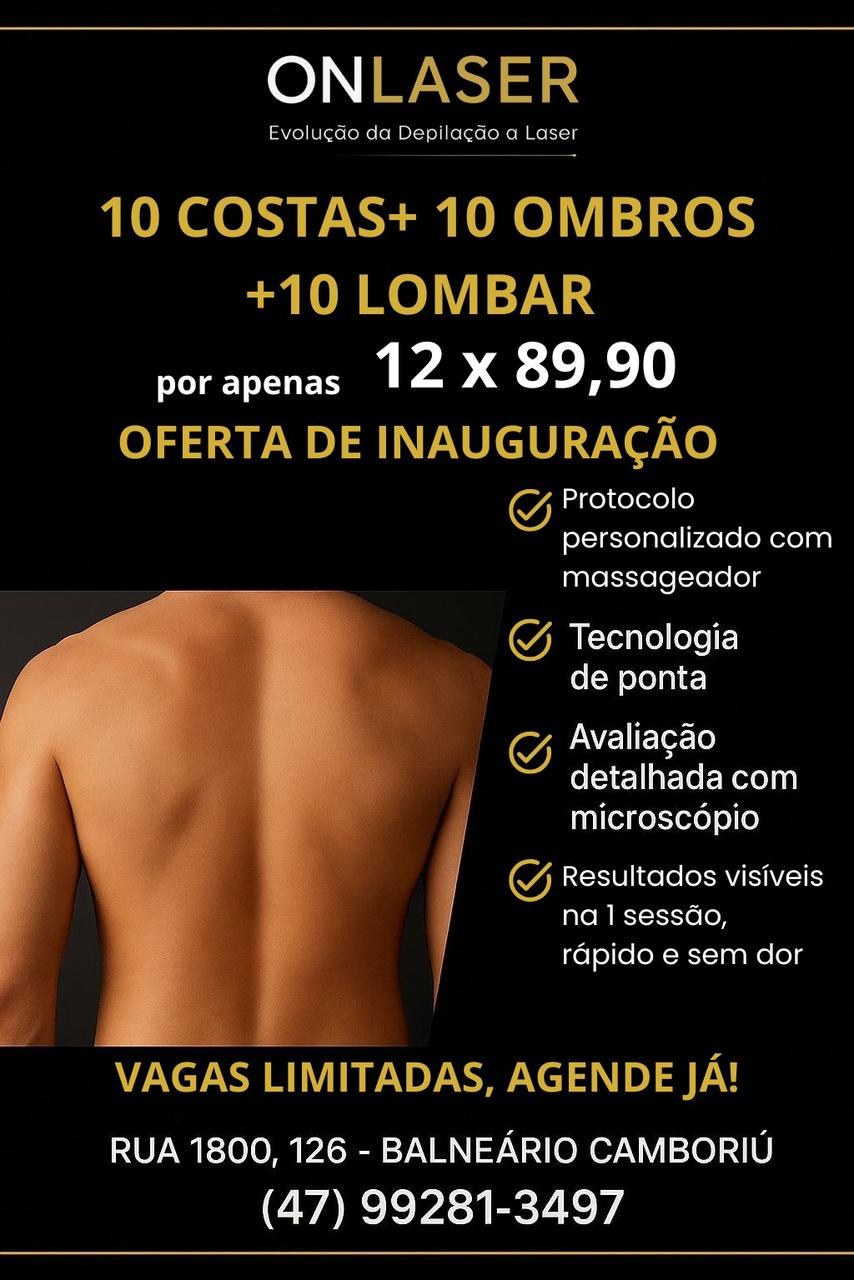 ONLASER
Evolução da Depilação a Laser
10 COSTAS+ 10 OMBROS
+10 LOMBAR
por apenas 12 x 89,90
OFERTA DE INAUGURAÇÃO
Protocolo
personalizado com
massageador
Tecnologia
de ponta
Avaliação
detalhada com
microscópio
Resultados visíveis
na 1 sessão,
rápido e sem dor
VAGAS LIMITADAS, AGENDE JÁ!
RUA 1800, 126 - BALNEÁRIO CAMBORIÚ
(47) 99281-3497